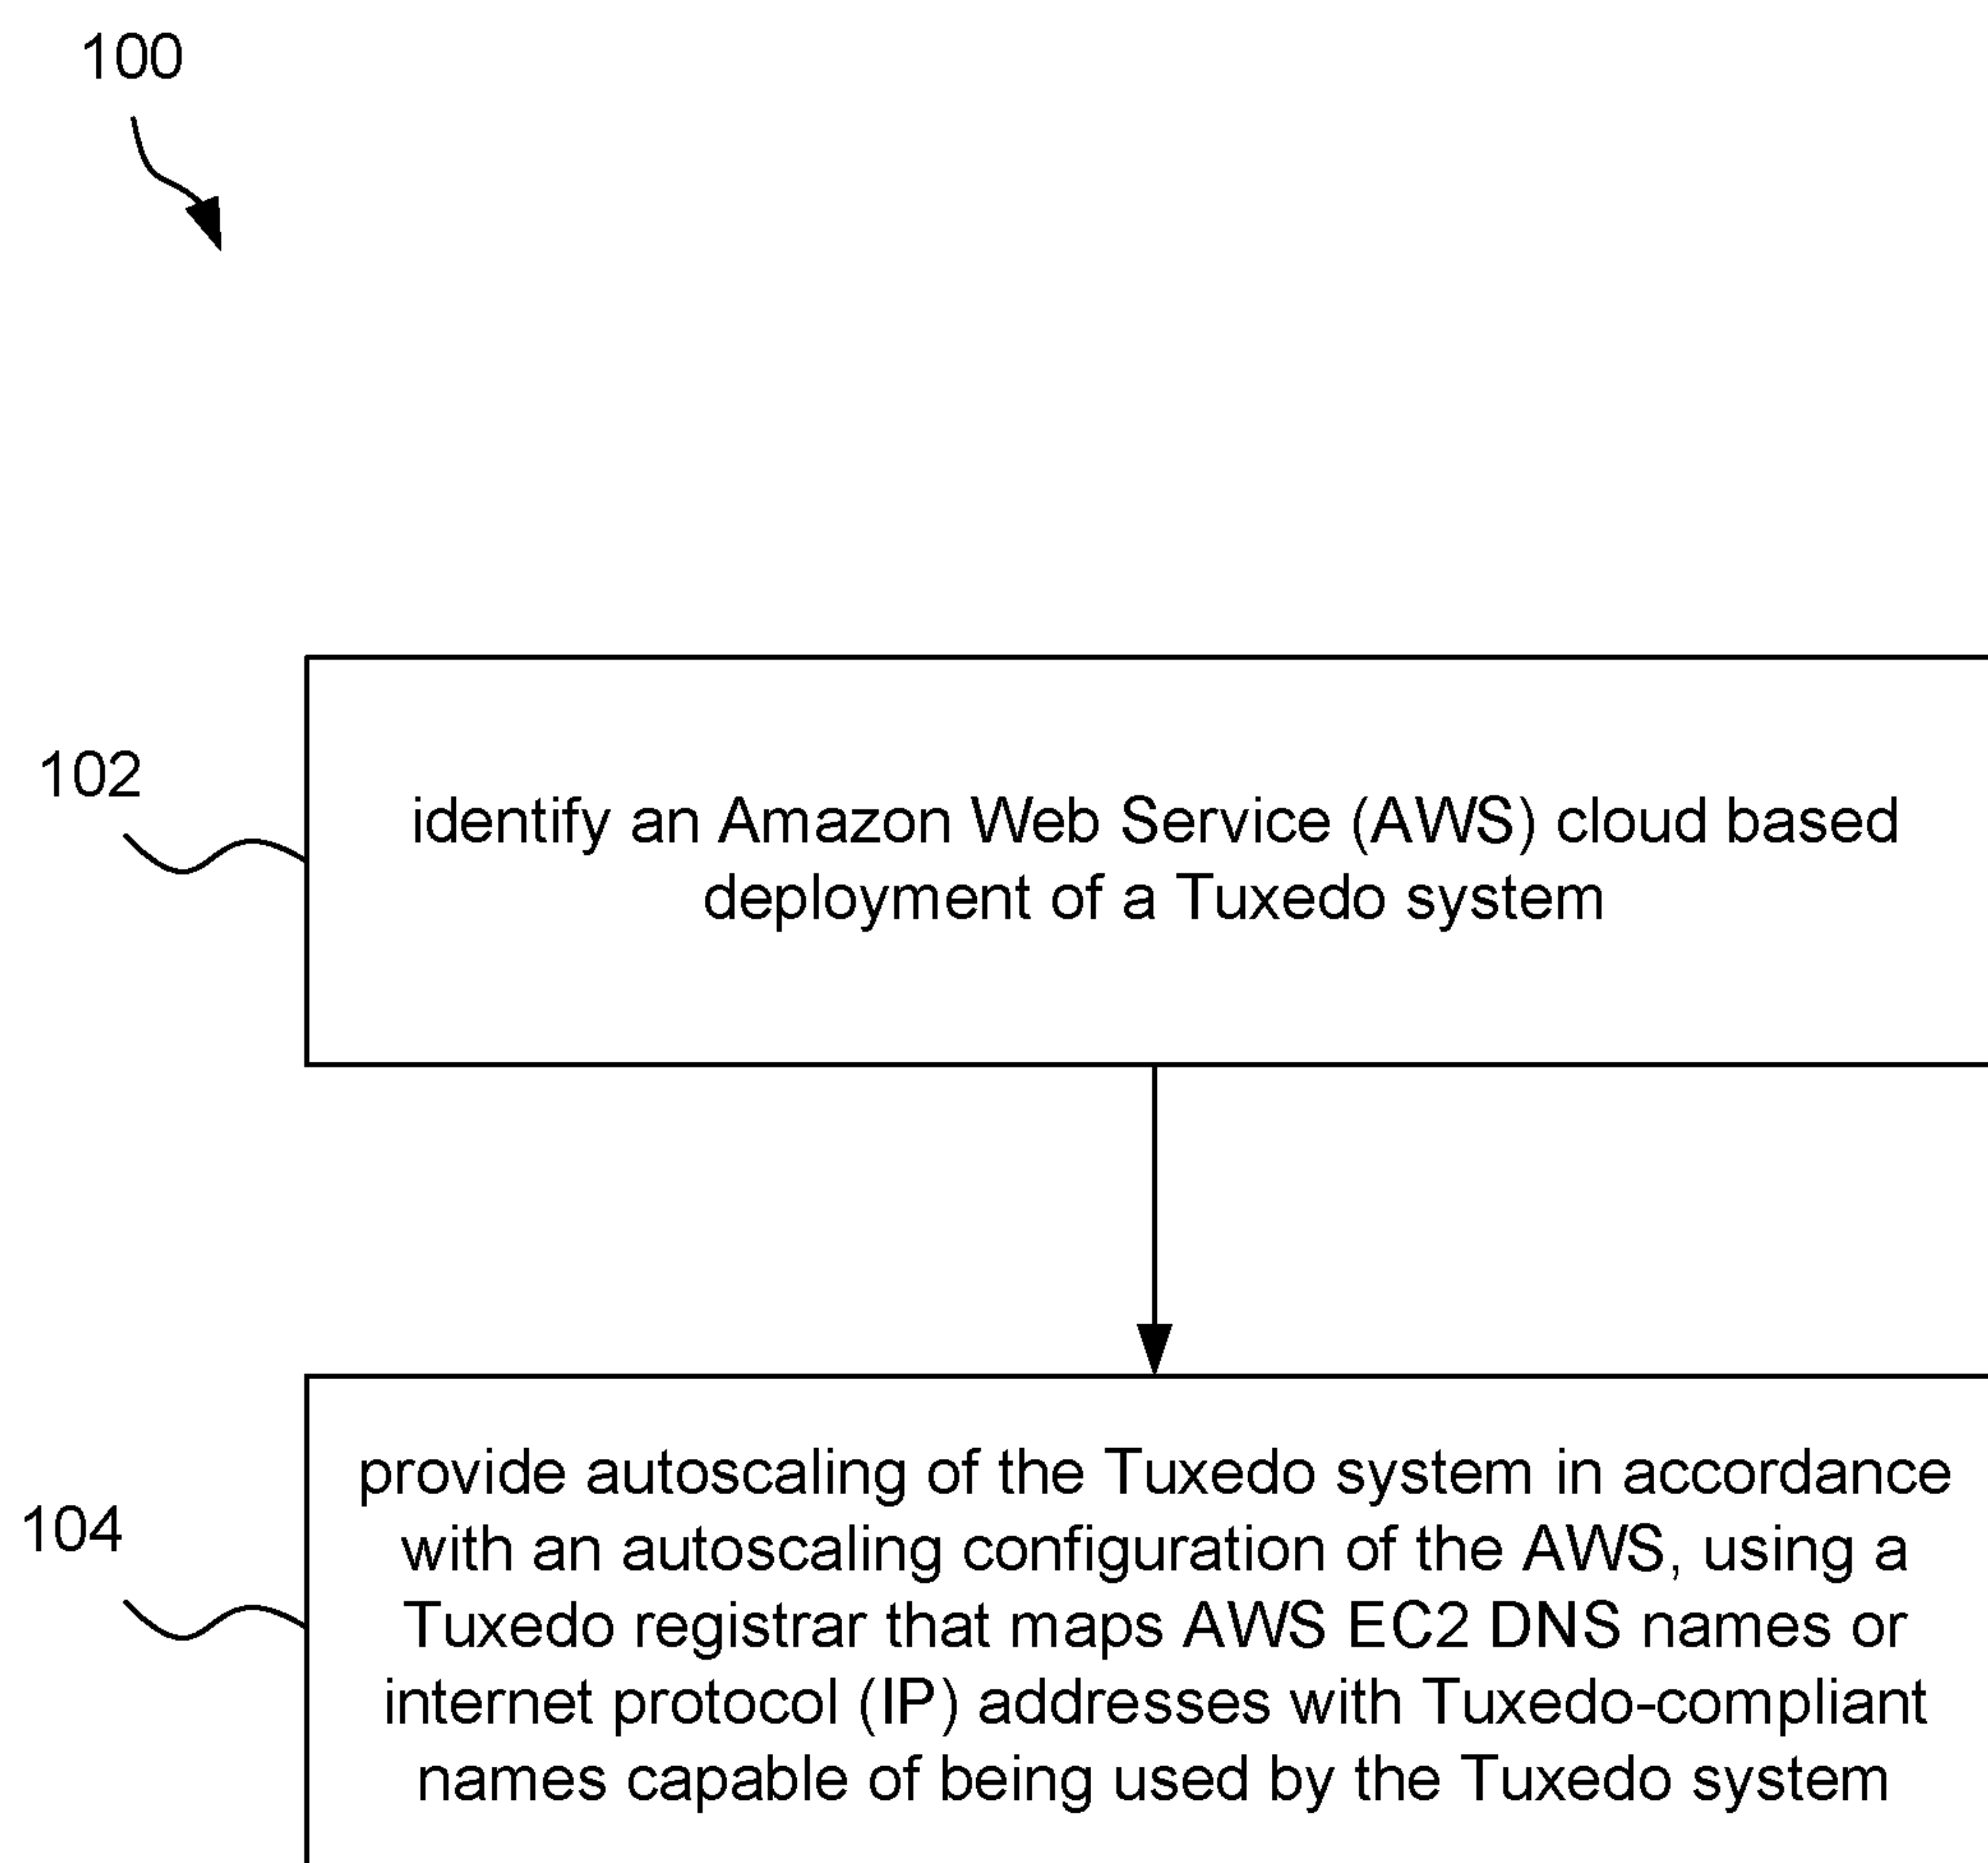 100
102
identify an Amazon Web Service (AWS) cloud based
deployment of a Tuxedo system
104
provide autoscaling of the Tuxedo system in accordance
with an autoscaling configuration of the AWS, using a
Tuxedo registrar that maps AWS EC2 DNS names or
internet protocol (IP) addresses with Tuxedo-compliant
names capable of being used by the Tuxedo system